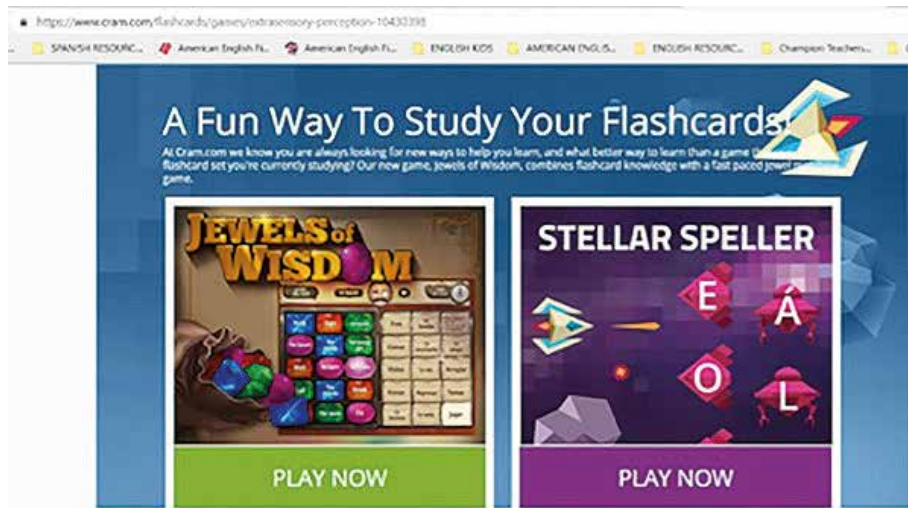 https://www.cram.com/flashcards/games/extrasensory-perception-10430398
SPANISH RESOURC... American English Fi... American English Fi... ENGLISH KIDS AMERICAN ENGLIS... ENGLISH RESOURC... Champion Teachers...
A Fun Way To Study Your Flashcards
At Cram.com we know you are always looking for new ways to help you learn, and what better way to learn than a game
flashcard set you're currently studying! Our new game, Jewels of Wisdom, combines flashcard knowledge with a fast paced jewel
game.
JEWELS of
WISDOM
STELLAR SPELLER
E Á
O L
PLAY NOW
PLAY NOW